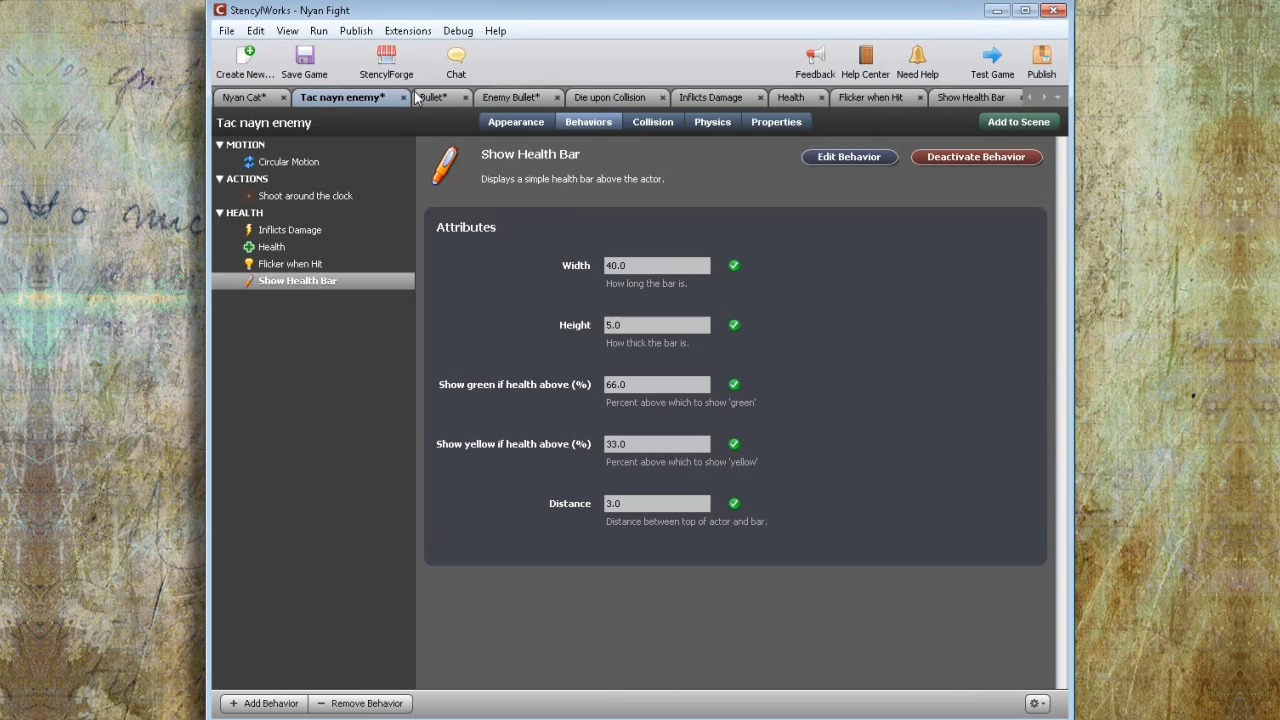 StencylWorks - Nyan Fight
File Edit View Run Publish Extensions Debug Help
Create New... Save Game StencylForge Chat Feedback Help Center Need Help Test Game Publish
Nyan Cat* Tac nayn enemy* Bullet* Enemy Bullet* Die upon Collision Inflicts Damage Health Flicker when Hit Show Health Bar
Tac nayn enemy Appearance Behaviors Collision Physics Properties Add to Scene
MOTION
Circular Motion
ACTIONS
Shoot around the clock
HEALTH
Inflicts Damage
Health
Flicker when Hit
Show Health Bar
Show Health Bar Edit Behavior Deactivate Behavior
Displays a simple health bar above the actor.
Attributes
Width 40.0
How long the bar is.
Height 5.0
How thick the bar is.
Show green if health above (%) 66.0
Percent above which to show 'green'
Show yellow if health above (%) 33.0
Percent above which to show 'yellow'
Distance 3.0
Distance between top of actor and bar.
+ Add Behavior − Remove Behavior